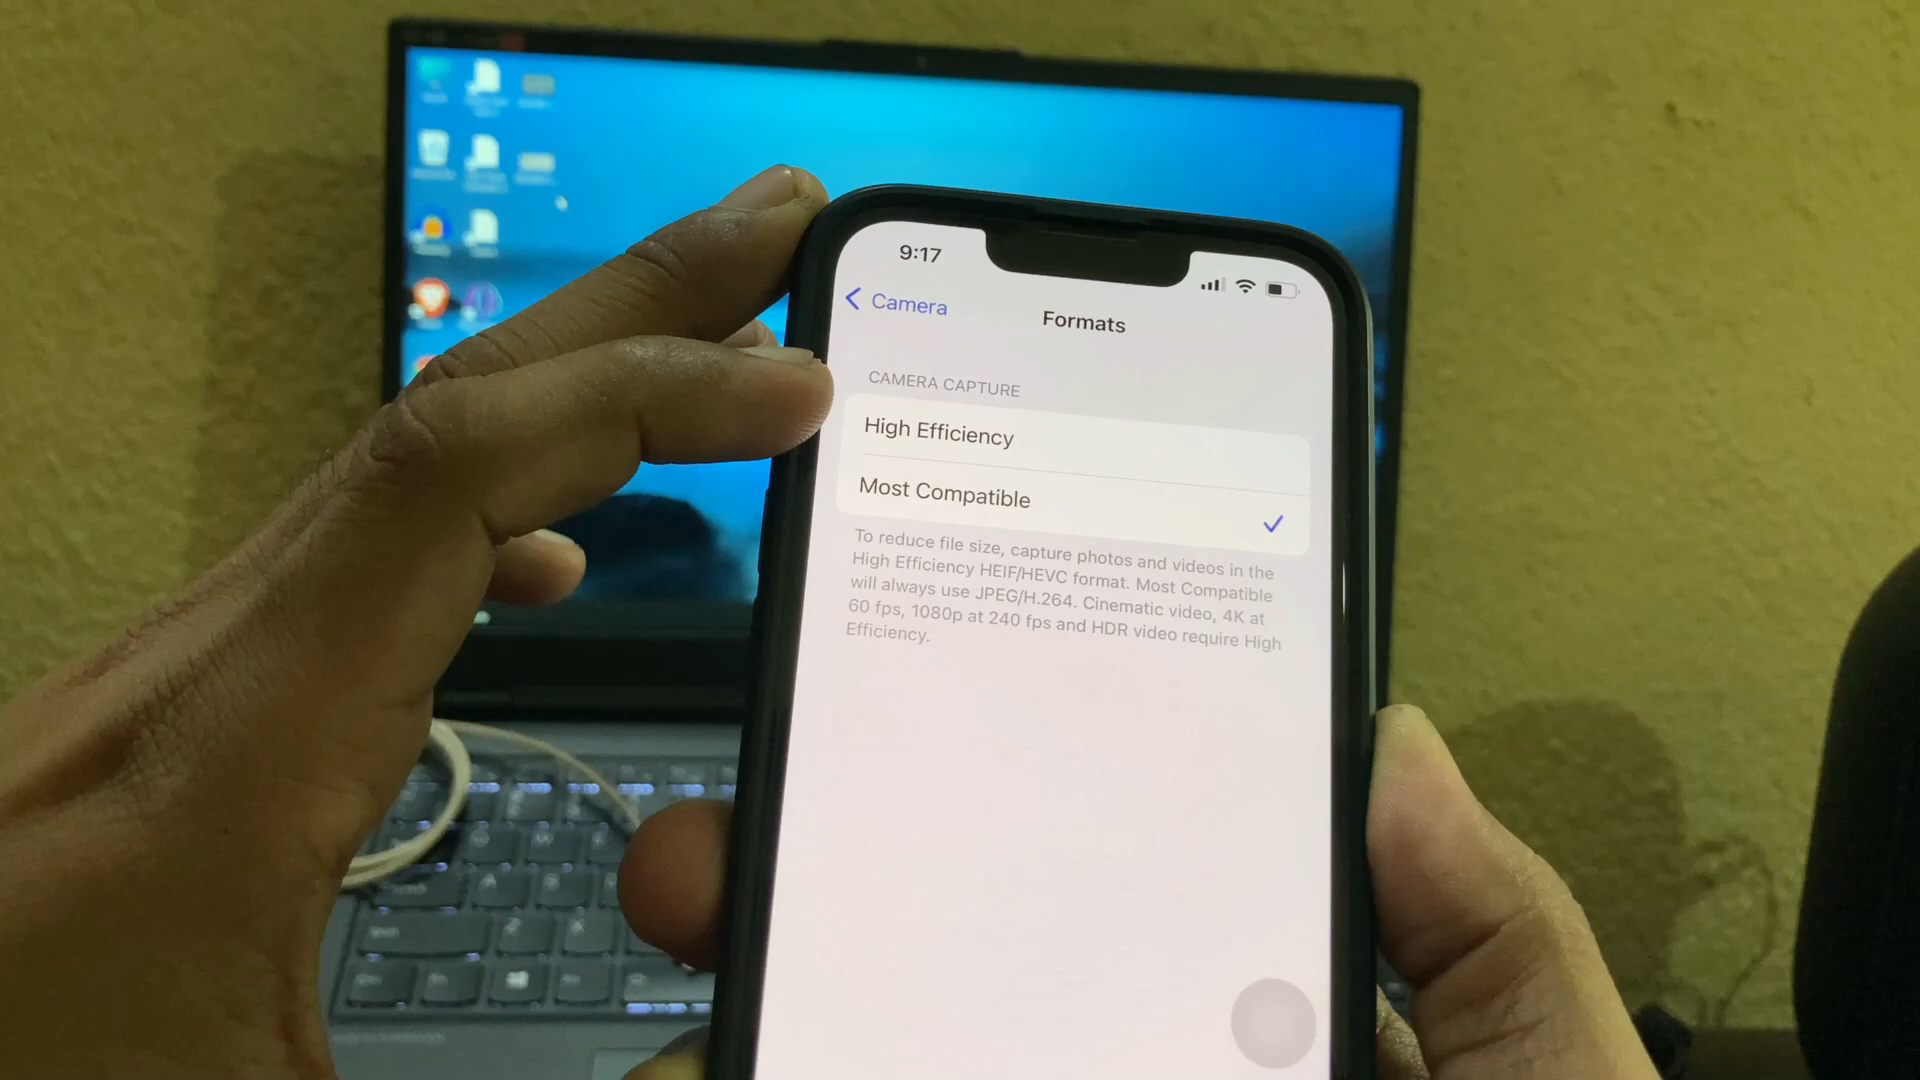 9:17
Camera
Formats
CAMERA CAPTURE
High Efficiency
Most Compatible
To reduce file size, capture photos and videos in the
High Efficiency HEIF/HEVC format. Most Compatible
will always use JPEG/H.264. Cinematic video, 4K at
60 fps, 1080p at 240 fps and HDR video require High
Efficiency.